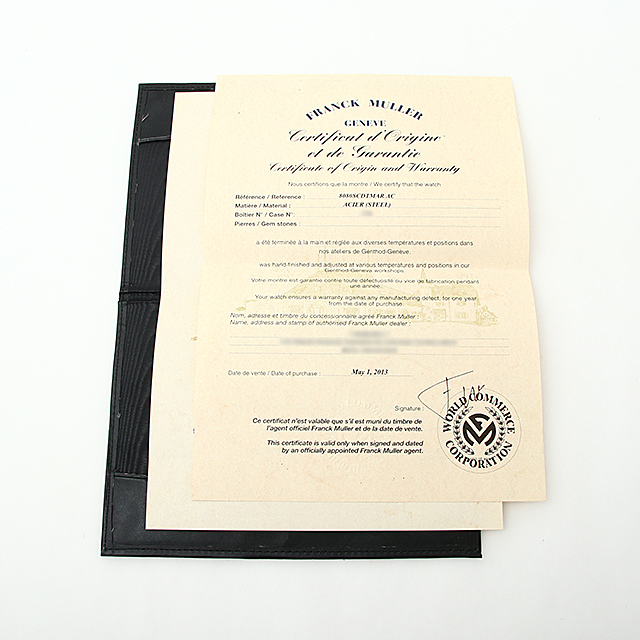 FRANCK MULLER
GENEVE
Certificat d'Origine
et de Garantie
Certificate of Origin and Warranty
Nous certifions que la montre / We certify that the watch
Référence / Reference : 8080SCDTMAR AC
Matière / Material : ACIER (STEEL)
Boîtier N° / Case N°:
Pierres / Gem stones :
a été terminée à la main et réglée aux diverses températures et positions dans
nos ateliers de Genthod-Genève.
was hand finished and adjusted at various temperatures and positions in our
Genthod-Geneva workshops.
Votre montre est garantie contre toute défectuosité ou vice de fabrication pendant
une année.
Your watch ensures a warranty against any manufacturing defect, for one year
from the date of purchase.
Nom, adresse et timbre du concessionnaire agréé Franck Muller :
Name, address and stamp of authorised Franck Muller dealer :
Date de vente / Date of purchase : May 1, 2013
Signature :
WORLD COMMERCE
CORPORATION
Ce certificat n'est valable que s'il est muni du timbre de
l'agent officiel Franck Muller et de la date de vente.
This certificate is valid only when signed and dated
by an officially appointed Franck Muller agent.